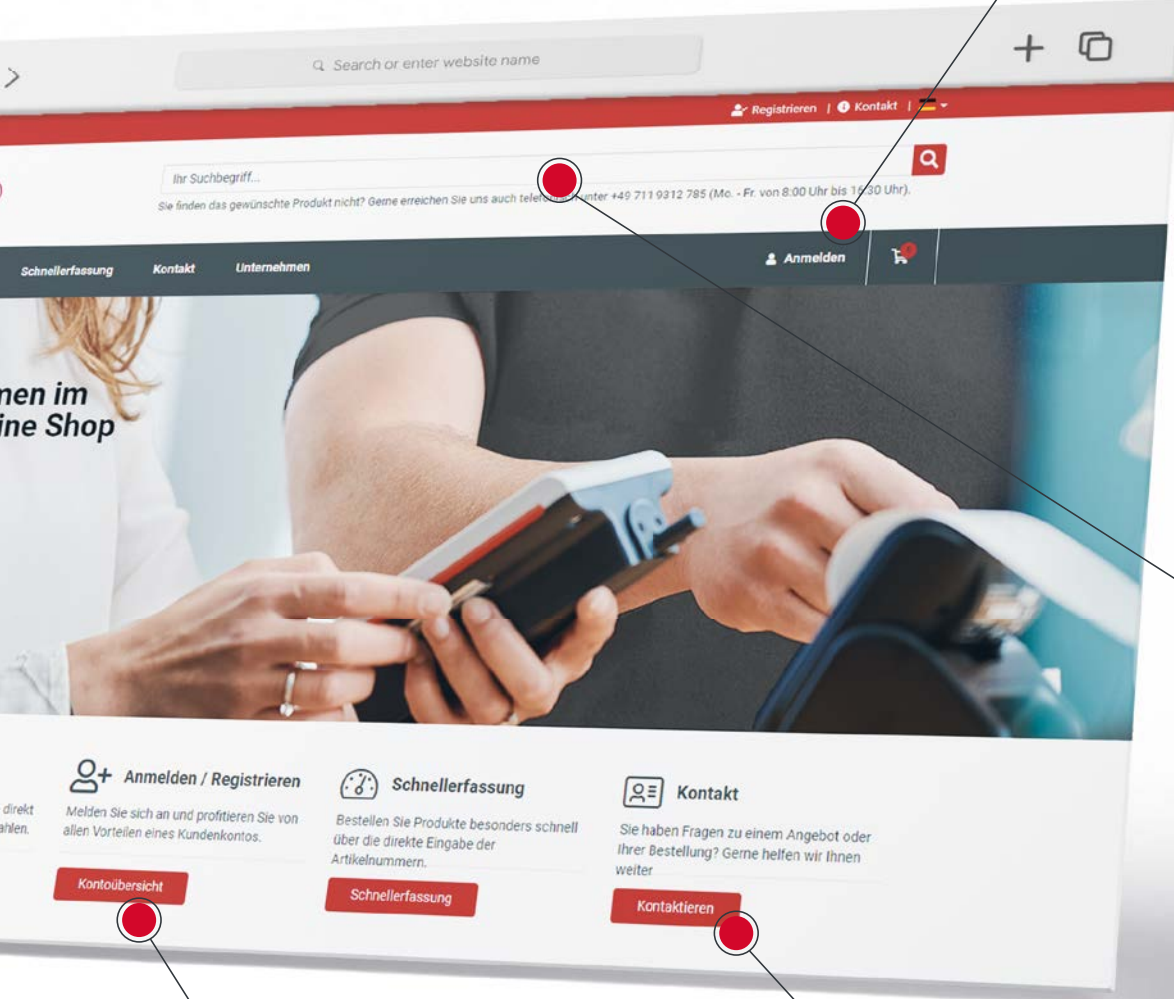 Search or enter website name
Registrieren | Kontakt |
Ihr Suchbegriff...
Sie finden das gewünschte Produkt nicht? Gerne erreichen Sie uns auch unter +49 711 9312 785 (Mo. - Fr. von 8:00 Uhr bis 16:30 Uhr).
Schnellerfassung Kontakt Unternehmen Anmelden
men im
ine Shop
Anmelden / Registrieren
Melden Sie sich an und profitieren Sie von
allen Vorteilen eines Kundenkontos.
Kontoübersicht
direkt
ahlen.
Schnellerfassung
Bestellen Sie Produkte besonders schnell
über die direkte Eingabe der
Artikelnummern.
Schnellerfassung
Kontakt
Sie haben Fragen zu einem Angebot oder
Ihrer Bestellung? Gerne helfen wir Ihnen
weiter
Kontaktieren